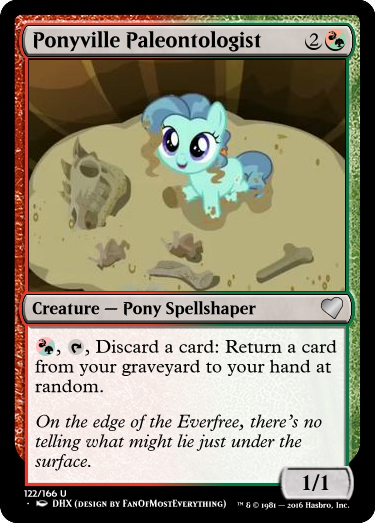 Ponyville Paleontologist 2
Creature — Pony Spellshaper
, , Discard a card: Return a card
from your graveyard to your hand at
random.
On the edge of the Everfree, there's no
telling what might lie just under the
surface.
1/1
122/166 U
DHX (design by FanOfMostEverything)
™ & © 1981 — 2016 Hasbro, Inc.